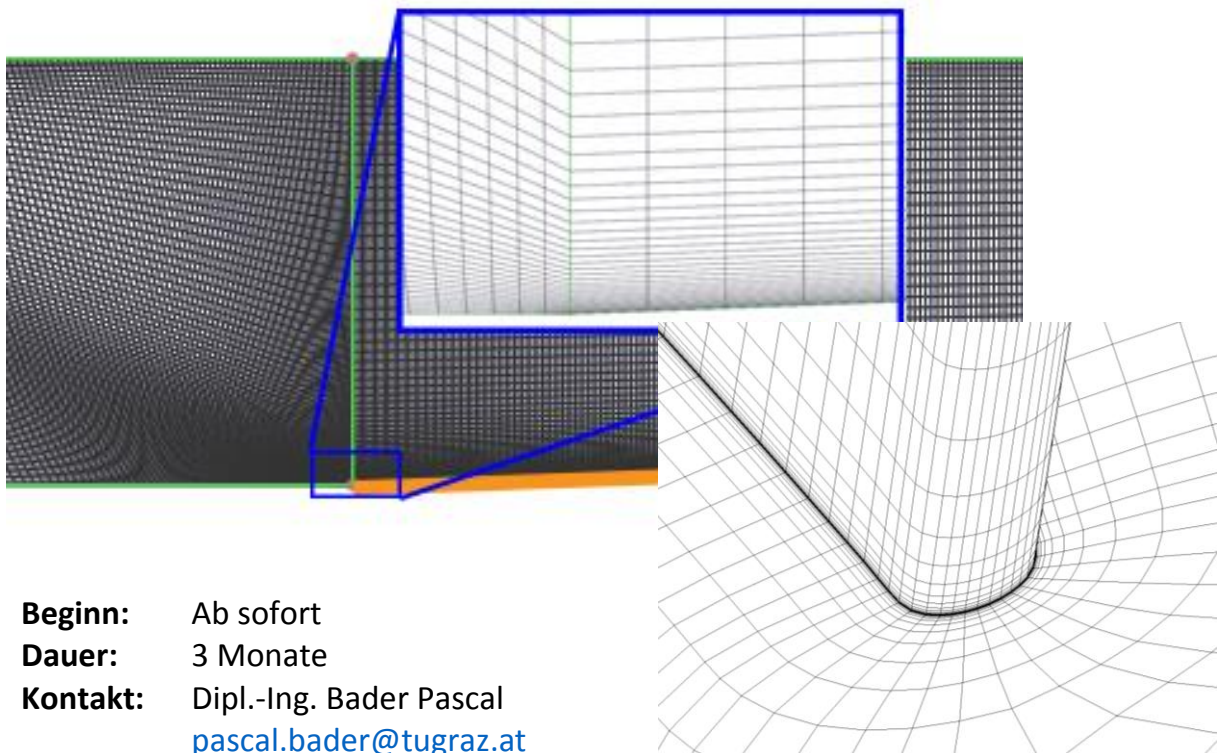 Beginn: Ab sofort
Dauer: 3 Monate
Kontakt: Dipl.-Ing. Bader Pascal
pascal.bader@tugraz.at